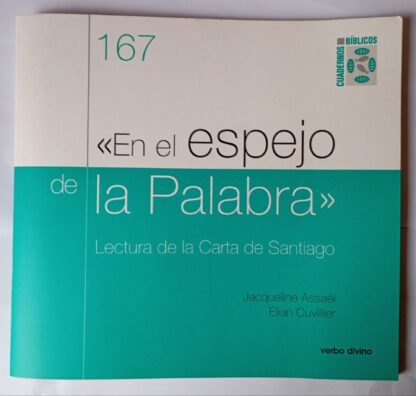 167
CUADERNOS
BÍBLICOS
«En el espejo
de la Palabra»
Lectura de la Carta de Santiago
Jacqueline Assaël
Élian Cuvillier
verbo divino